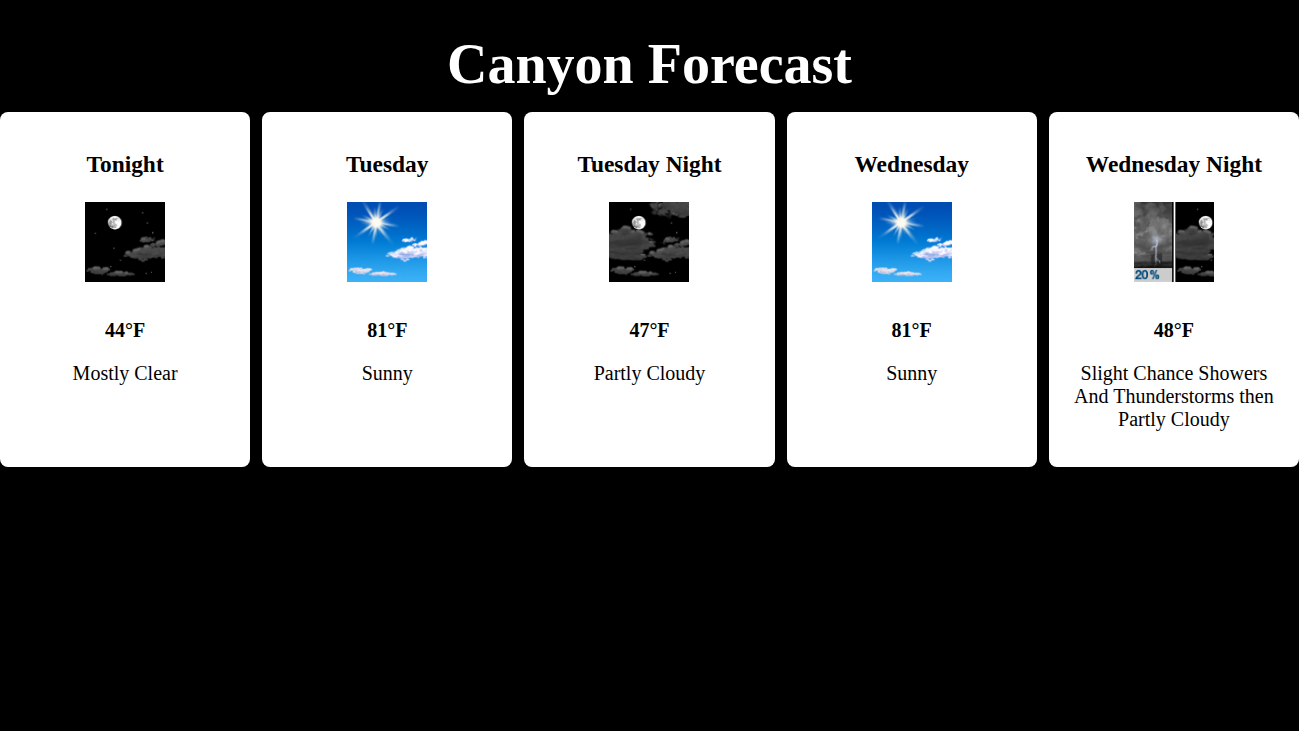 Canyon Forecast
Tonight
44°F
Mostly Clear
Tuesday
81°F
Sunny
Tuesday Night
47°F
Partly Cloudy
Wednesday
81°F
Sunny
Wednesday Night
20%
48°F
Slight Chance Showers
And Thunderstorms then
Partly Cloudy